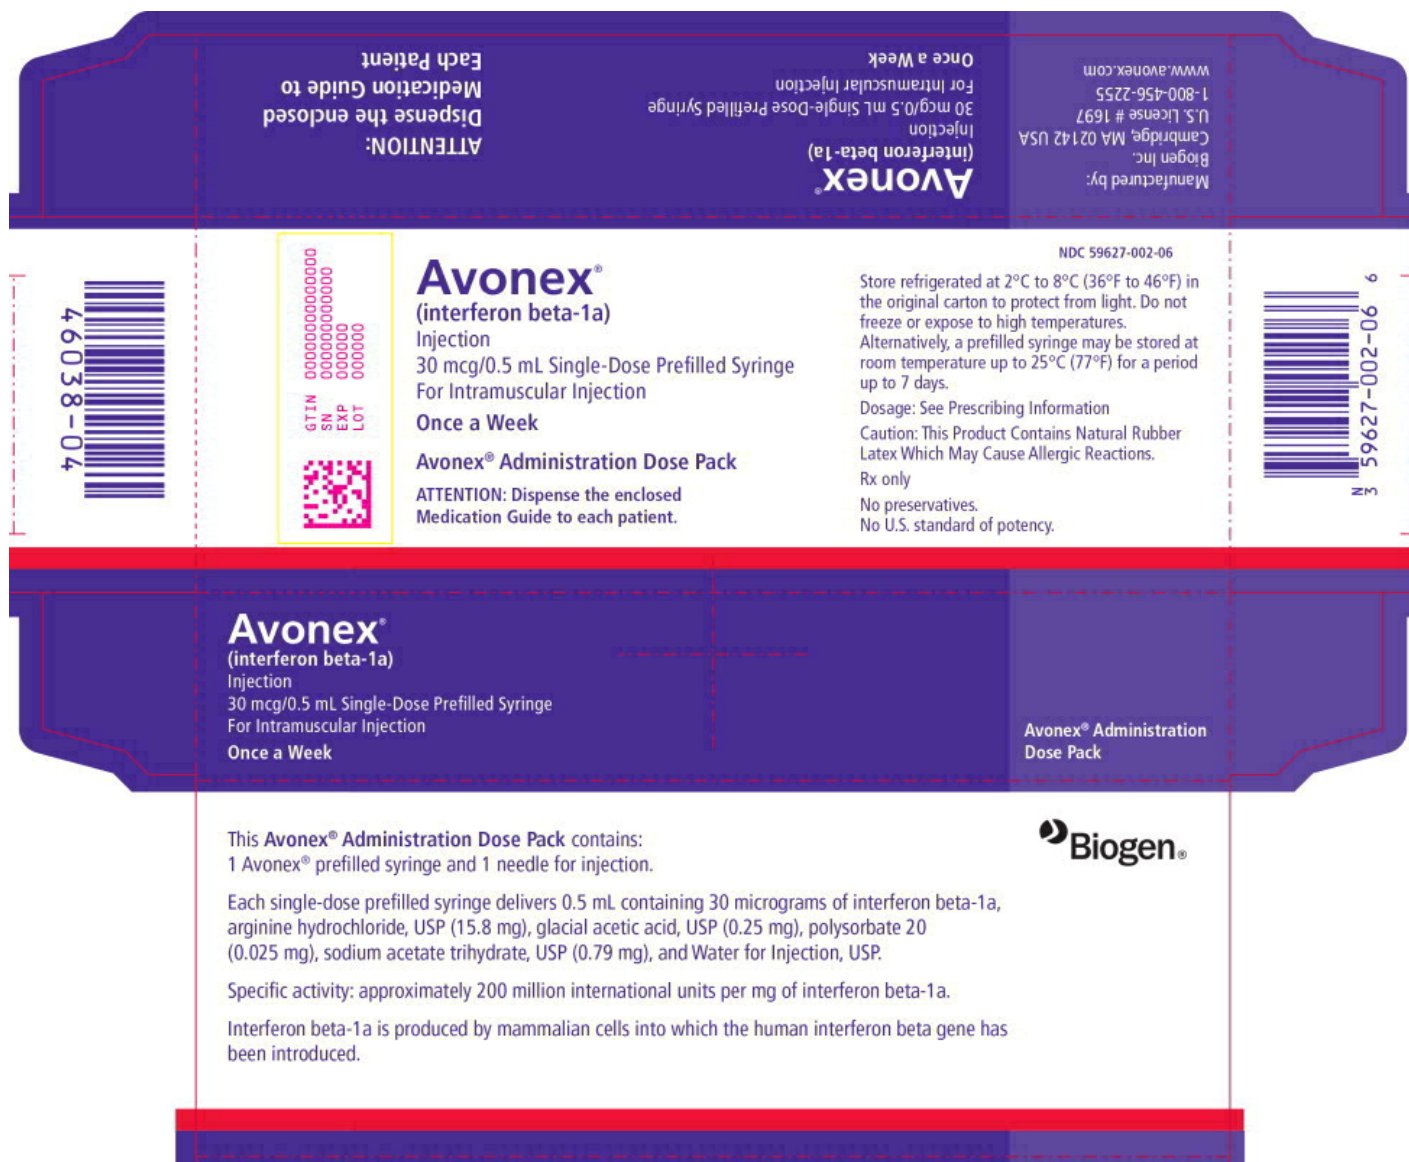 ATTENTION:
Dispense the enclosed
Medication Guide to
Each Patient
Avonex®
(interferon beta-1a)
Injection
30 mcg/0.5 mL Single-Dose Prefilled Syringe
For Intramuscular Injection
Once a Week
Manufactured by:
Biogen Inc.
Cambridge, MA 02142 USA
U.S. License # 1697
1-800-456-2255
www.avonex.com
46038-04
GTIN 00000000000000
SN 000000000000
EXP 000000
LOT 000000
Avonex®
(interferon beta-1a)
Injection
30 mcg/0.5 mL Single-Dose Prefilled Syringe
For Intramuscular Injection
Once a Week
Avonex® Administration Dose Pack
ATTENTION: Dispense the enclosed
Medication Guide to each patient.
NDC 59627-002-06
Store refrigerated at 2°C to 8°C (36°F to 46°F) in
the original carton to protect from light. Do not
freeze or expose to high temperatures.
Alternatively, a prefilled syringe may be stored at
room temperature up to 25°C (77°F) for a period
up to 7 days.
Dosage: See Prescribing Information
Caution: This Product Contains Natural Rubber
Latex Which May Cause Allergic Reactions.
Rx only
No preservatives.
No U.S. standard of potency.
N
3 59627-002-06 6
Avonex®
(interferon beta-1a)
Injection
30 mcg/0.5 mL Single-Dose Prefilled Syringe
For Intramuscular Injection
Once a Week
Avonex® Administration
Dose Pack
This Avonex® Administration Dose Pack contains:
1 Avonex® prefilled syringe and 1 needle for injection.
Biogen®
Each single-dose prefilled syringe delivers 0.5 mL containing 30 micrograms of interferon beta-1a,
arginine hydrochloride, USP (15.8 mg), glacial acetic acid, USP (0.25 mg), polysorbate 20
(0.025 mg), sodium acetate trihydrate, USP (0.79 mg), and Water for Injection, USP.
Specific activity: approximately 200 million international units per mg of interferon beta-1a.
Interferon beta-1a is produced by mammalian cells into which the human interferon beta gene has
been introduced.